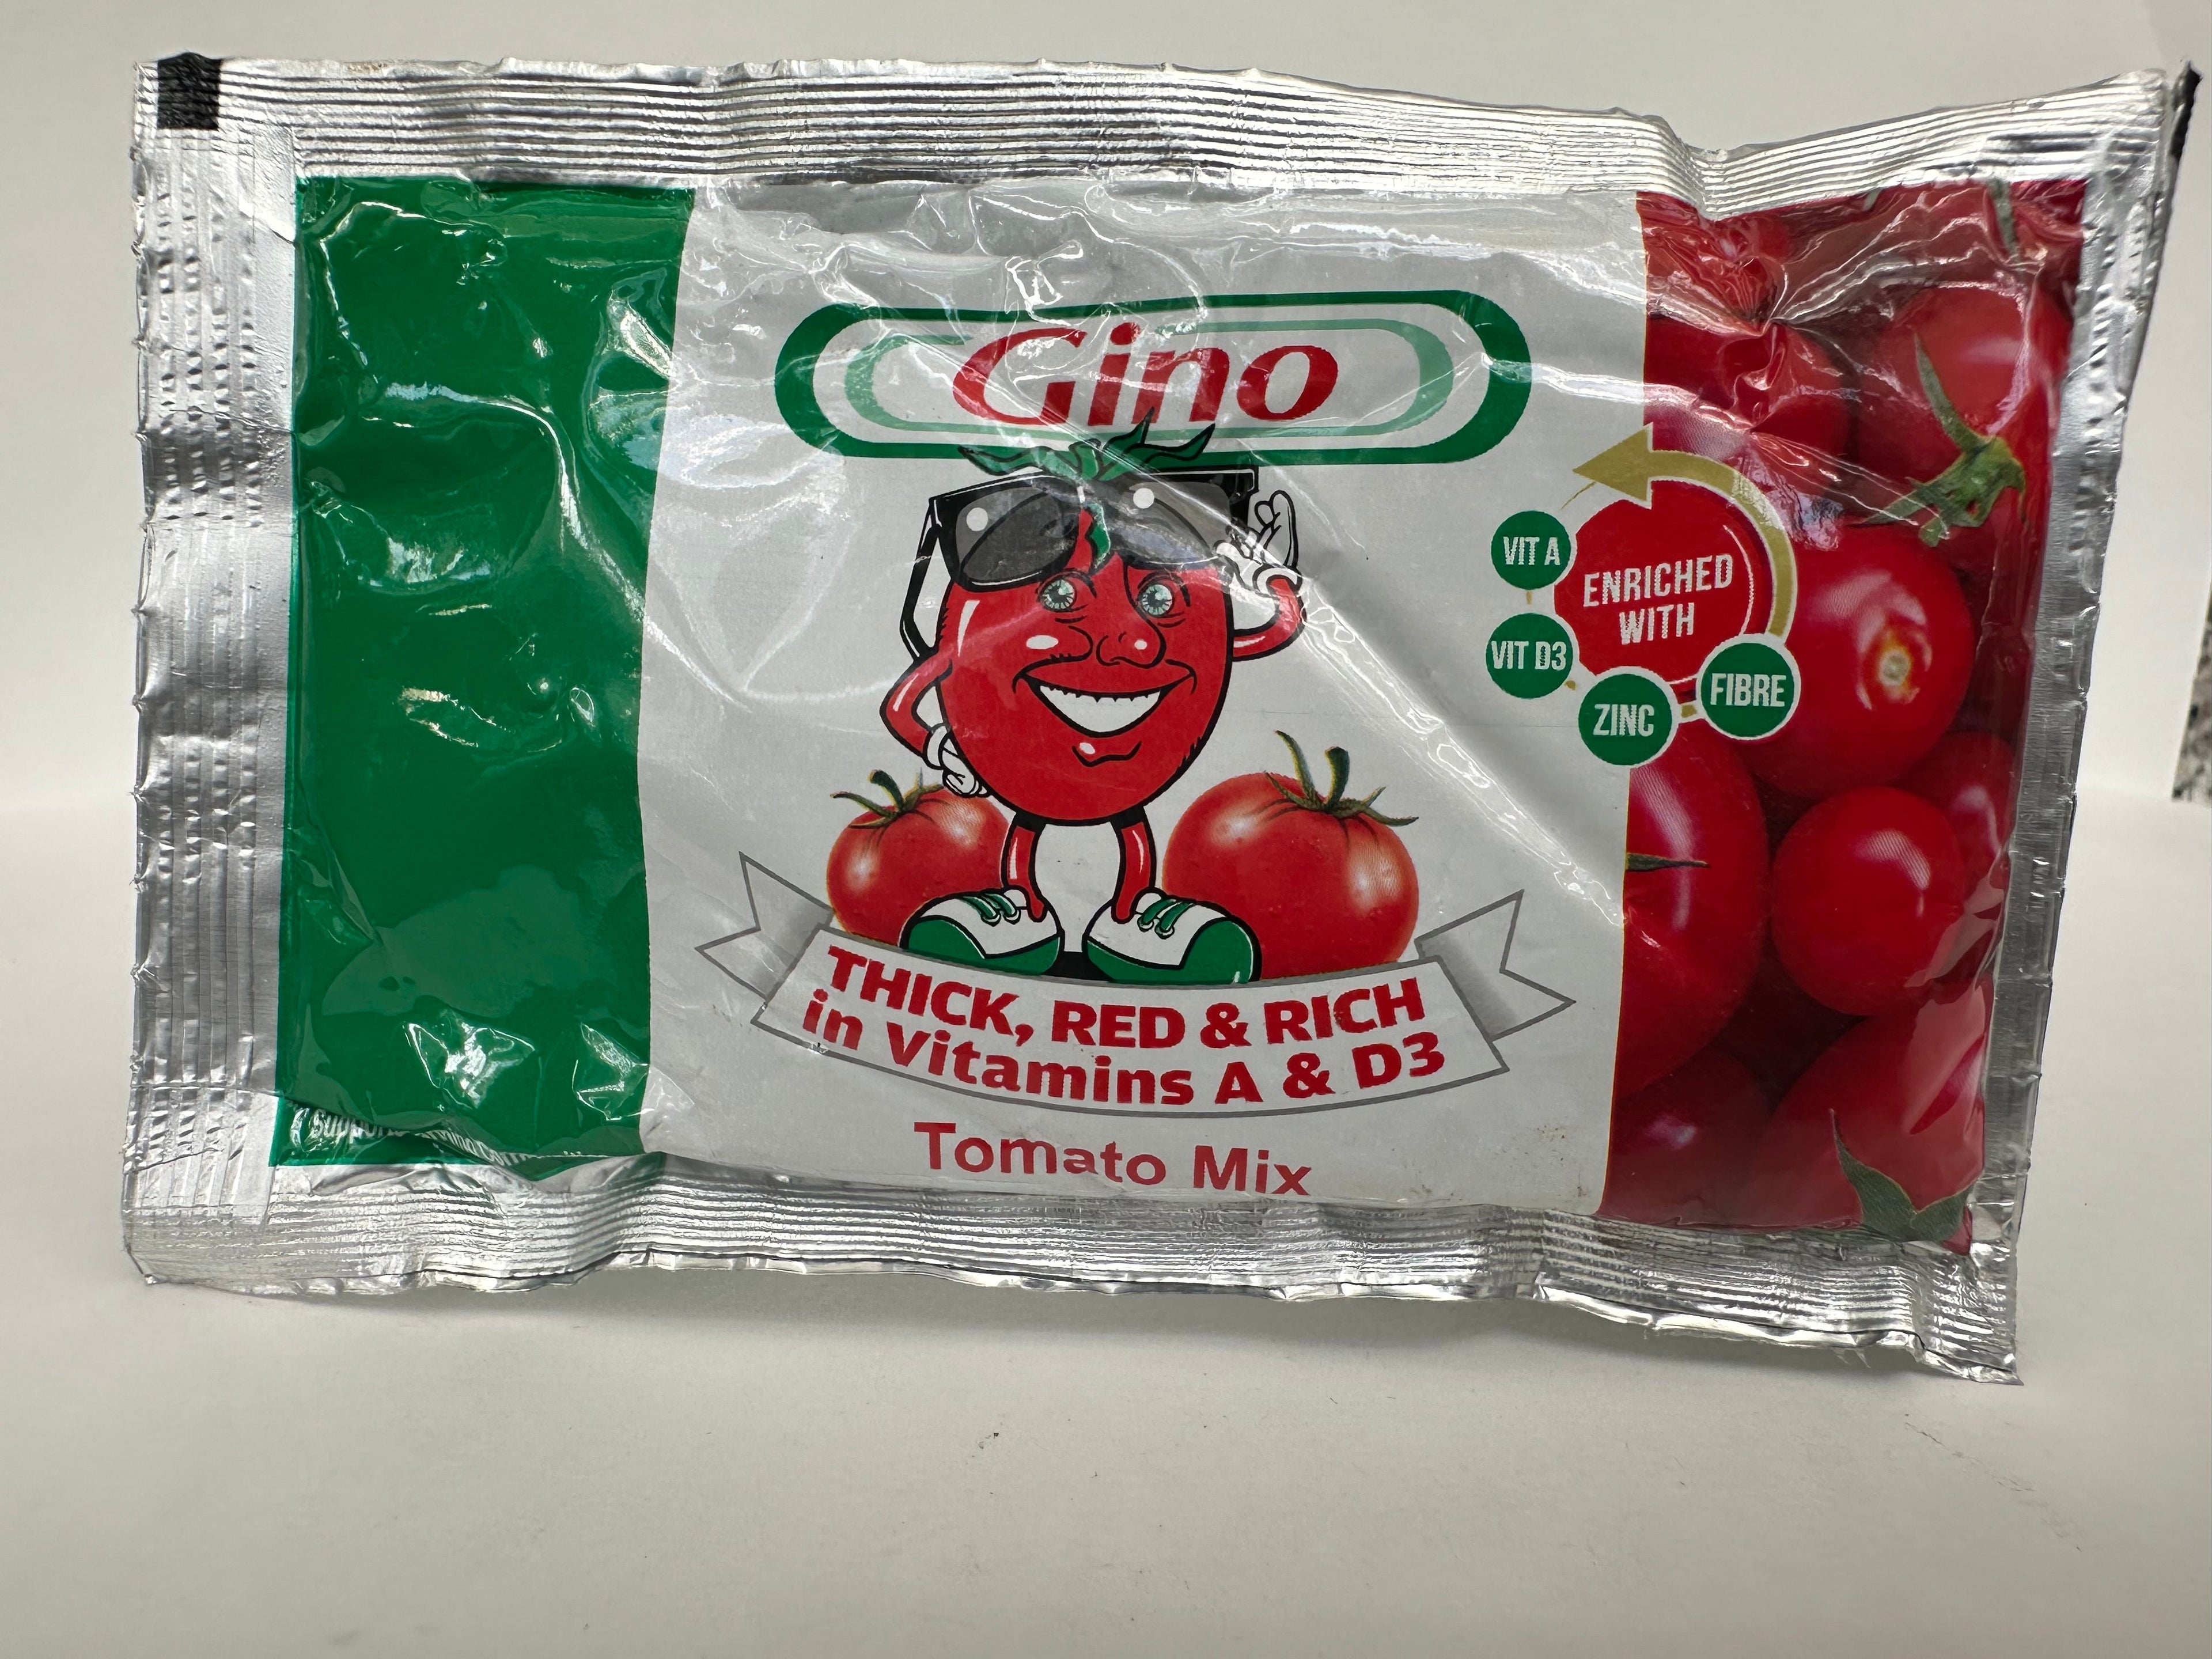 Gino
ENRICHED
WITH
VIT A
VIT D3
ZINC
FIBRE
THICK, RED & RICH
in Vitamins A & D3
Tomato Mix